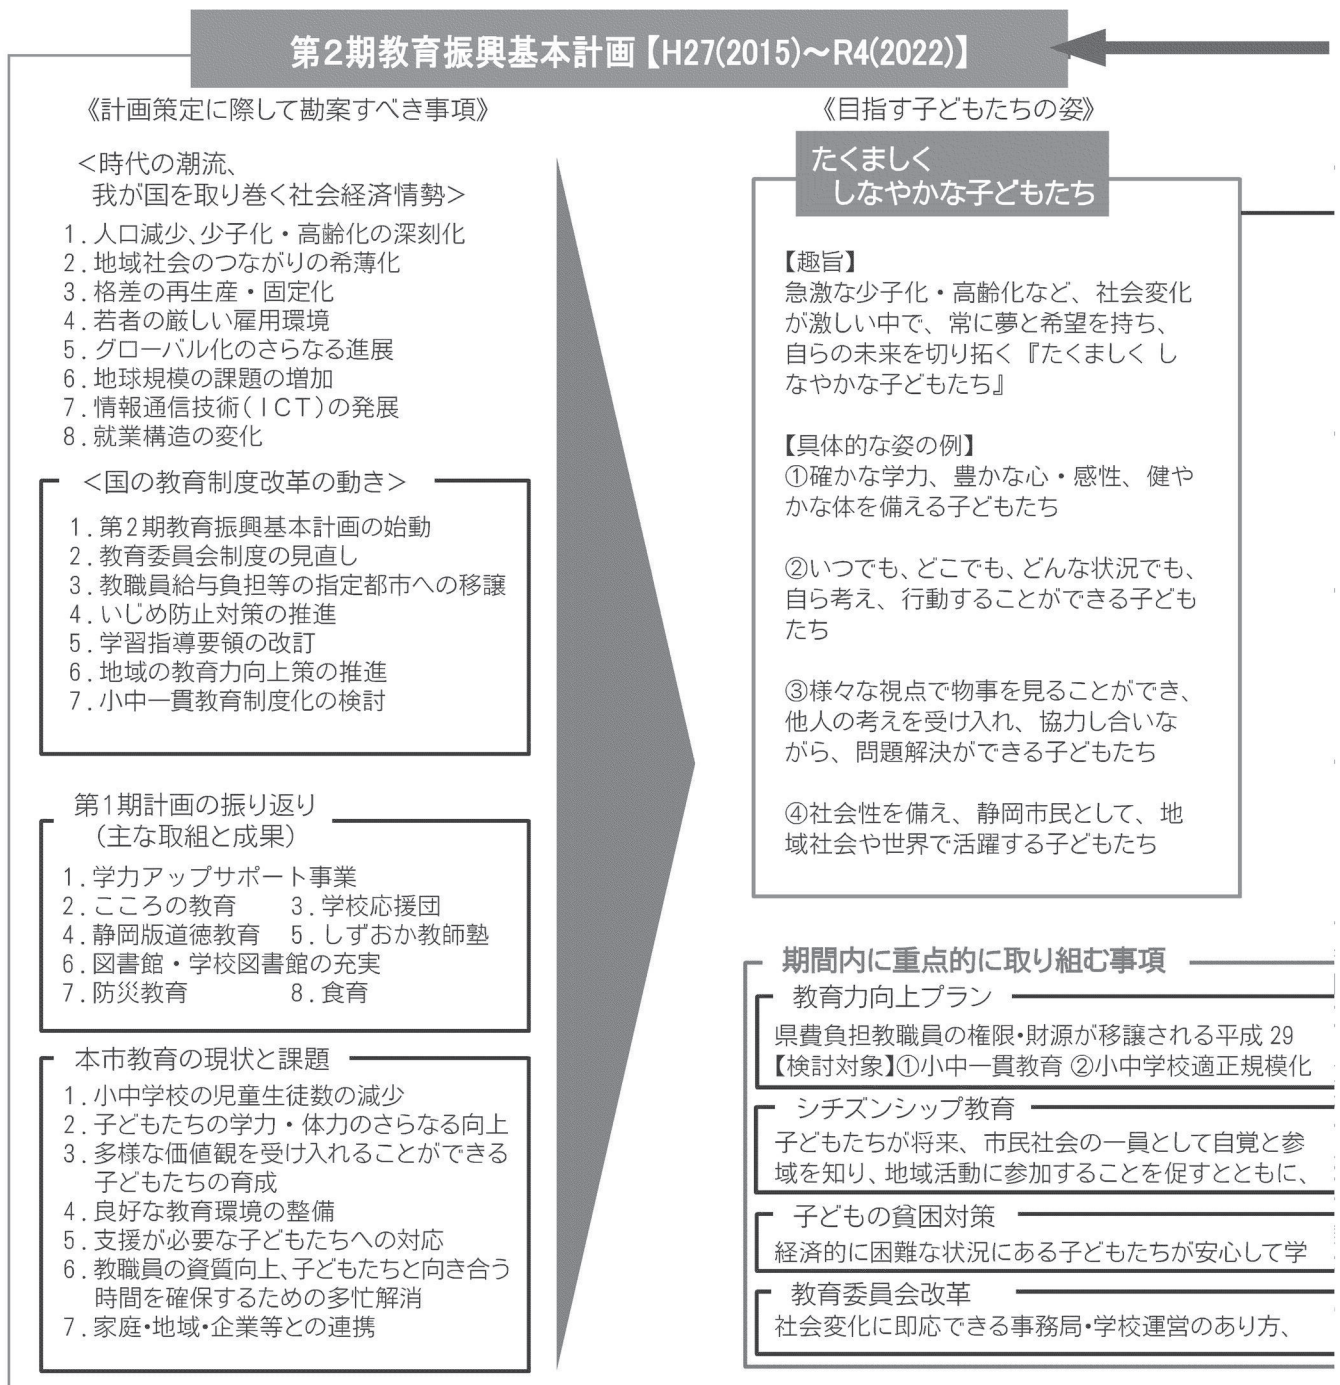 第2期教育振興基本計画【H27(2015)～R4(2022)】
《計画策定に際して勘案すべき事項》
＜時代の潮流、
我が国を取り巻く社会経済情勢＞
1．人口減少、少子化・高齢化の深刻化
2．地域社会のつながりの希薄化
3．格差の再生産・固定化
4．若者の厳しい雇用環境
5．グローバル化のさらなる進展
6．地球規模の課題の増加
7．情報通信技術(ＩＣＴ)の発展
8．就業構造の変化
＜国の教育制度改革の動き＞
1．第2期教育振興基本計画の始動
2．教育委員会制度の見直し
3．教職員給与負担等の指定都市への移譲
4．いじめ防止対策の推進
5．学習指導要領の改訂
6．地域の教育力向上策の推進
7．小中一貫教育制度化の検討
第1期計画の振り返り
（主な取組と成果）
1．学力アップサポート事業
2．こころの教育　3．学校応援団
4．静岡版道徳教育　5．しずおか教師塾
6．図書館・学校図書館の充実
7．防災教育　8．食育
本市教育の現状と課題
1．小中学校の児童生徒数の減少
2．子どもたちの学力・体力のさらなる向上
3．多様な価値観を受け入れることができる
子どもたちの育成
4．良好な教育環境の整備
5．支援が必要な子どもたちへの対応
6．教職員の資質向上、子どもたちと向き合う
時間を確保するための多忙解消
7．家庭・地域・企業等との連携
《目指す子どもたちの姿》
たくましく
しなやかな子どもたち
【趣旨】
急激な少子化・高齢化など、社会変化
が激しい中で、常に夢と希望を持ち、
自らの未来を切り拓く『たくましく し
なやかな子どもたち』
【具体的な姿の例】
①確かな学力、豊かな心・感性、健や
かな体を備える子どもたち
②いつでも、どこでも、どんな状況でも、
自ら考え、行動することができる子ども
たち
③様々な視点で物事を見ることができ、
他人の考えを受け入れ、協力し合いな
がら、問題解決ができる子どもたち
④社会性を備え、静岡市民として、地
域社会や世界で活躍する子どもたち
期間内に重点的に取り組む事項
教育力向上プラン
県費負担教職員の権限・財源が移譲される平成 29
【検討対象】①小中一貫教育 ②小中学校適正規模化
シチズンシップ教育
子どもたちが将来、市民社会の一員として自覚と参
域を知り、地域活動に参加することを促すとともに、
子どもの貧困対策
経済的に困難な状況にある子どもたちが安心して学
教育委員会改革
社会変化に即応できる事務局・学校運営のあり方、